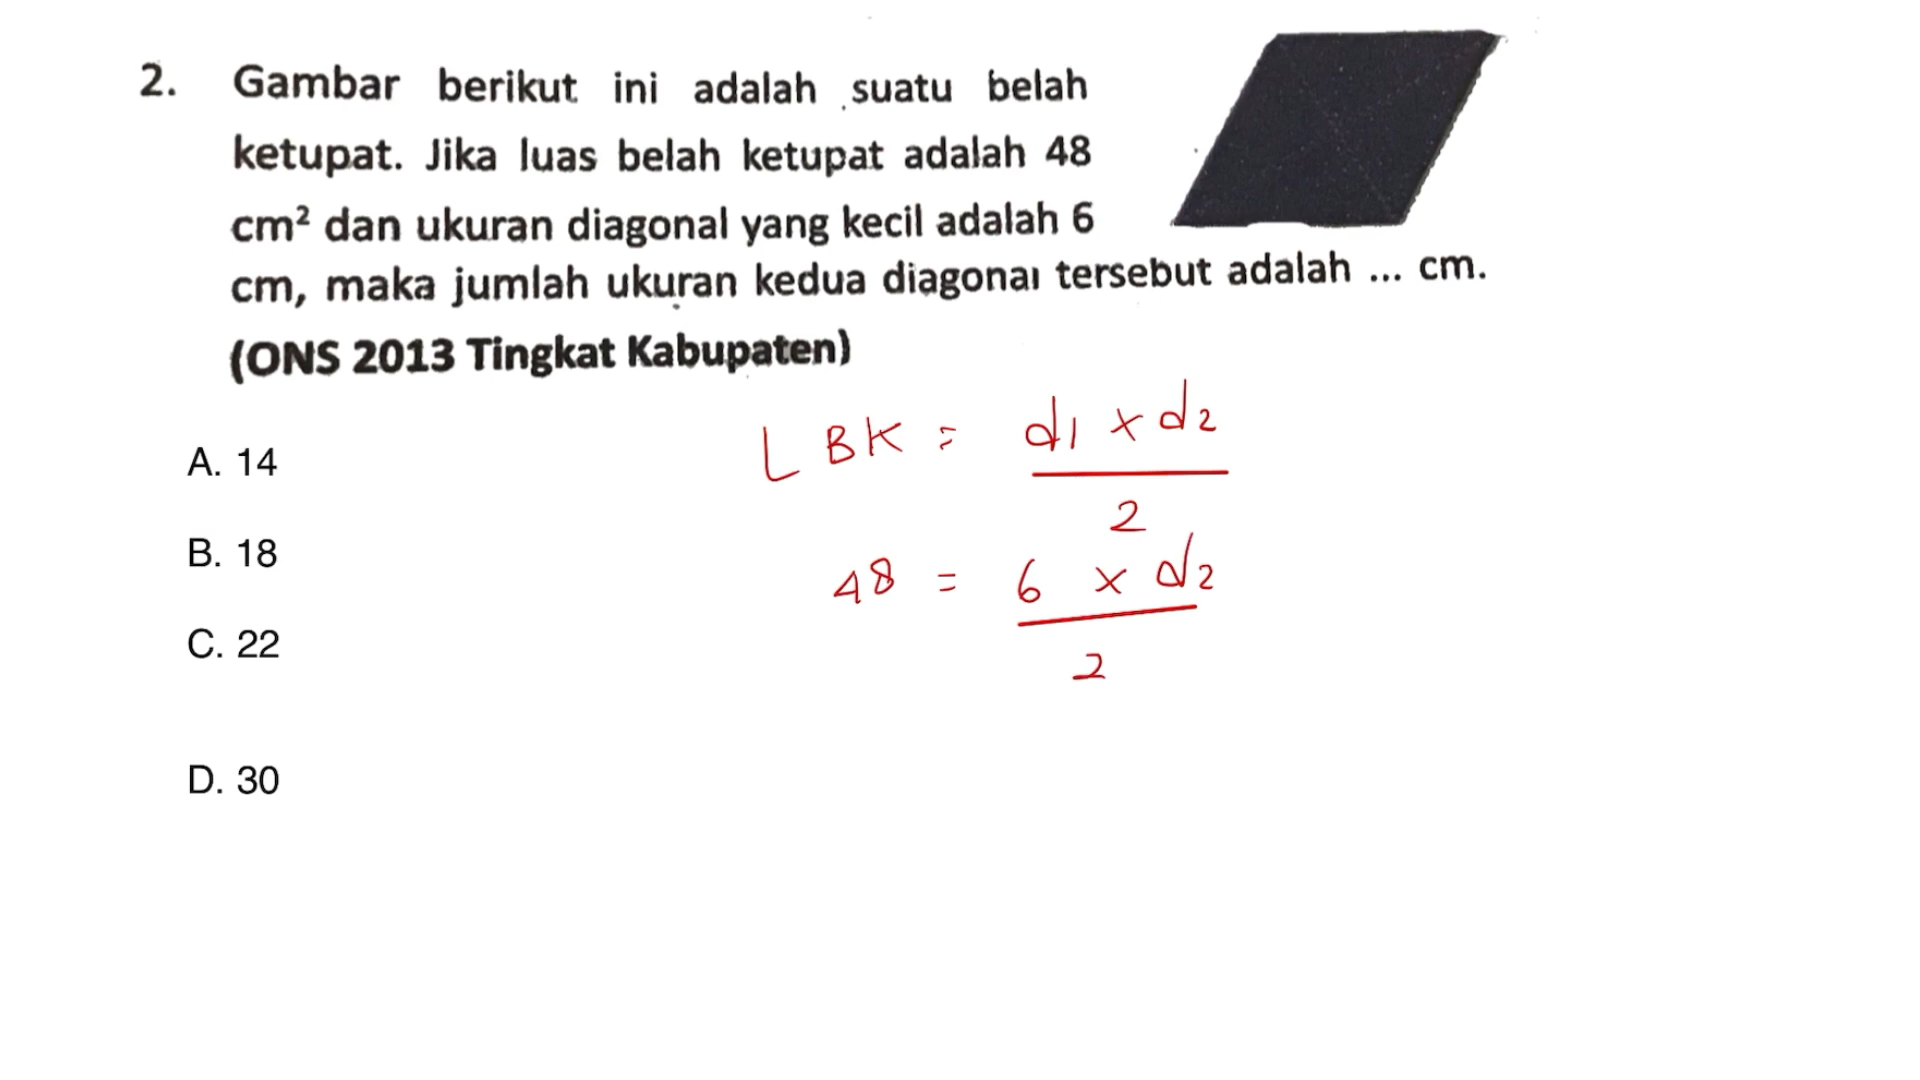 2. Gambar berikut ini adalah suatu belah
ketupat. Jika luas belah ketupat adalah 48
cm² dan ukuran diagonal yang kecil adalah 6
cm, maka jumlah ukuran kedua diagonal tersebut adalah ... cm.
(ONS 2013 Tingkat Kabupaten)
A. 14
B. 18
C. 22
D. 30
L BK = d1 x d2
2
48 = 6 x d2
2